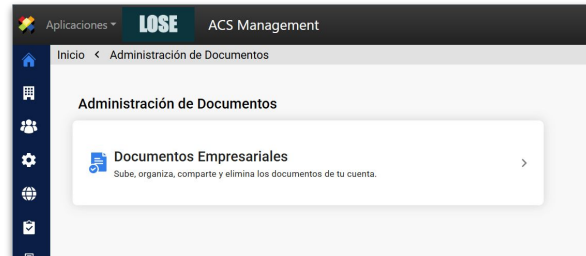 Aplicaciones
LOSE
ACS Management
Inicio < Administración de Documentos
Administración de Documentos
Documentos Empresariales
Sube, organiza, comparte y elimina los documentos de tu cuenta.